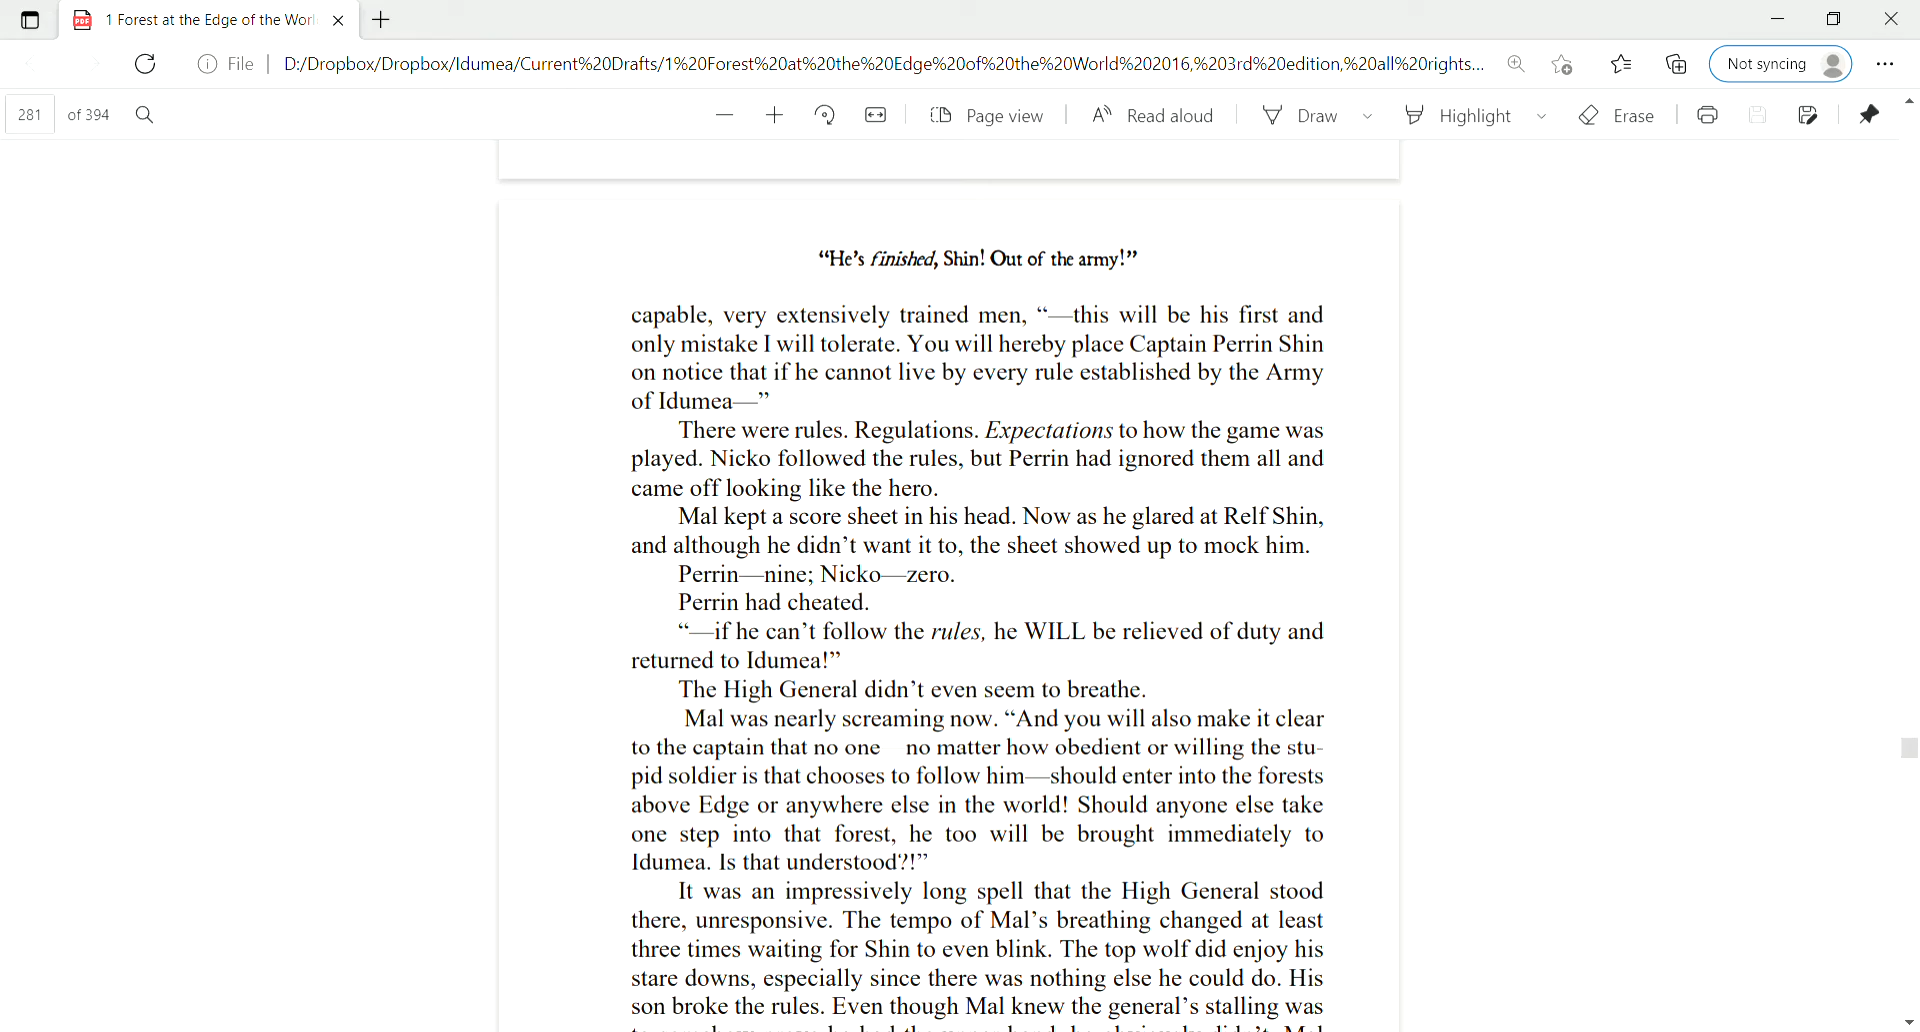 1 Forest at the Edge of the Worl
File
D:/Dropbox/Dropbox/Idumea/Current%20Drafts/1%20Forest%20at%20the%20Edge%20of%20the%20World%202016,%203rd%20edition,%20all%20rights...
Not syncing
281 of 394
Page view
Read aloud
Draw
Highlight
Erase
“He’s finished, Shin! Out of the army!”
capable, very extensively trained men, “—this will be his first and
only mistake I will tolerate. You will hereby place Captain Perrin Shin
on notice that if he cannot live by every rule established by the Army
of Idumea—”
There were rules. Regulations. Expectations to how the game was
played. Nicko followed the rules, but Perrin had ignored them all and
came off looking like the hero.
Mal kept a score sheet in his head. Now as he glared at Relf Shin,
and although he didn’t want it to, the sheet showed up to mock him.
Perrin—nine; Nicko—zero.
Perrin had cheated.
“—if he can’t follow the rules, he WILL be relieved of duty and
returned to Idumea!”
The High General didn’t even seem to breathe.
Mal was nearly screaming now. “And you will also make it clear
to the captain that no one no matter how obedient or willing the stu-
pid soldier is that chooses to follow him—should enter into the forests
above Edge or anywhere else in the world! Should anyone else take
one step into that forest, he too will be brought immediately to
Idumea. Is that understood?!”
It was an impressively long spell that the High General stood
there, unresponsive. The tempo of Mal’s breathing changed at least
three times waiting for Shin to even blink. The top wolf did enjoy his
stare downs, especially since there was nothing else he could do. His
son broke the rules. Even though Mal knew the general’s stalling was